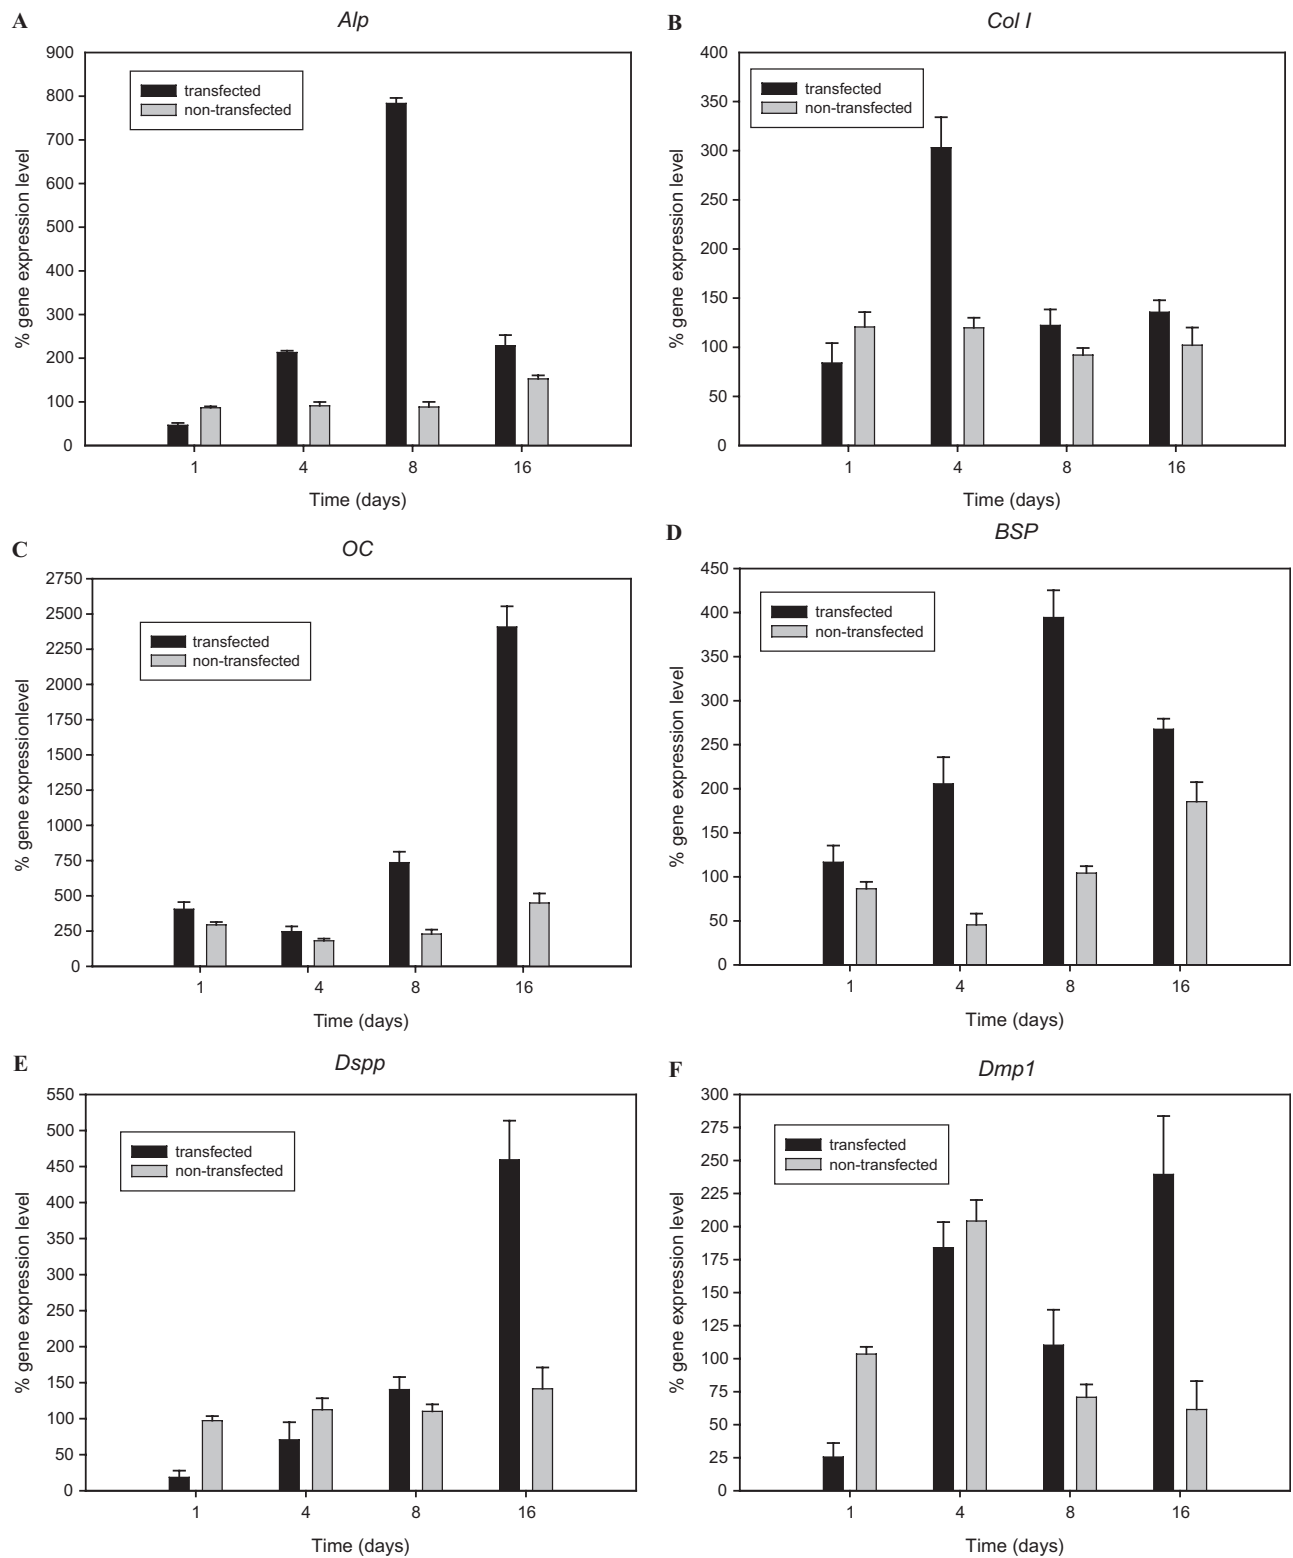 A
Alp
900
800
700
600
500
400
300
200
100
0
% gene expression level
transfected
non-transfected
1 4 8 16
Time (days)
B
Col I
400
350
300
250
200
150
100
50
0
% gene expression level
transfected
non-transfected
1 4 8 16
Time (days)
C
OC
2750
2500
2250
2000
1750
1500
1250
1000
750
500
250
0
% gene expressionlevel
transfected
non-transfected
1 4 8 16
Time (days)
D
BSP
450
400
350
300
250
200
150
100
50
0
% gene expression level
transfected
non-transfected
1 4 8 16
Time (days)
E
Dspp
550
500
450
400
350
300
250
200
150
100
50
0
% gene expression level
transfected
non-transfected
1 4 8 16
Time (days)
F
Dmp1
300
275
250
225
200
175
150
125
100
75
50
25
0
% gene expression level
transfected
non-transfected
1 4 8 16
Time (days)